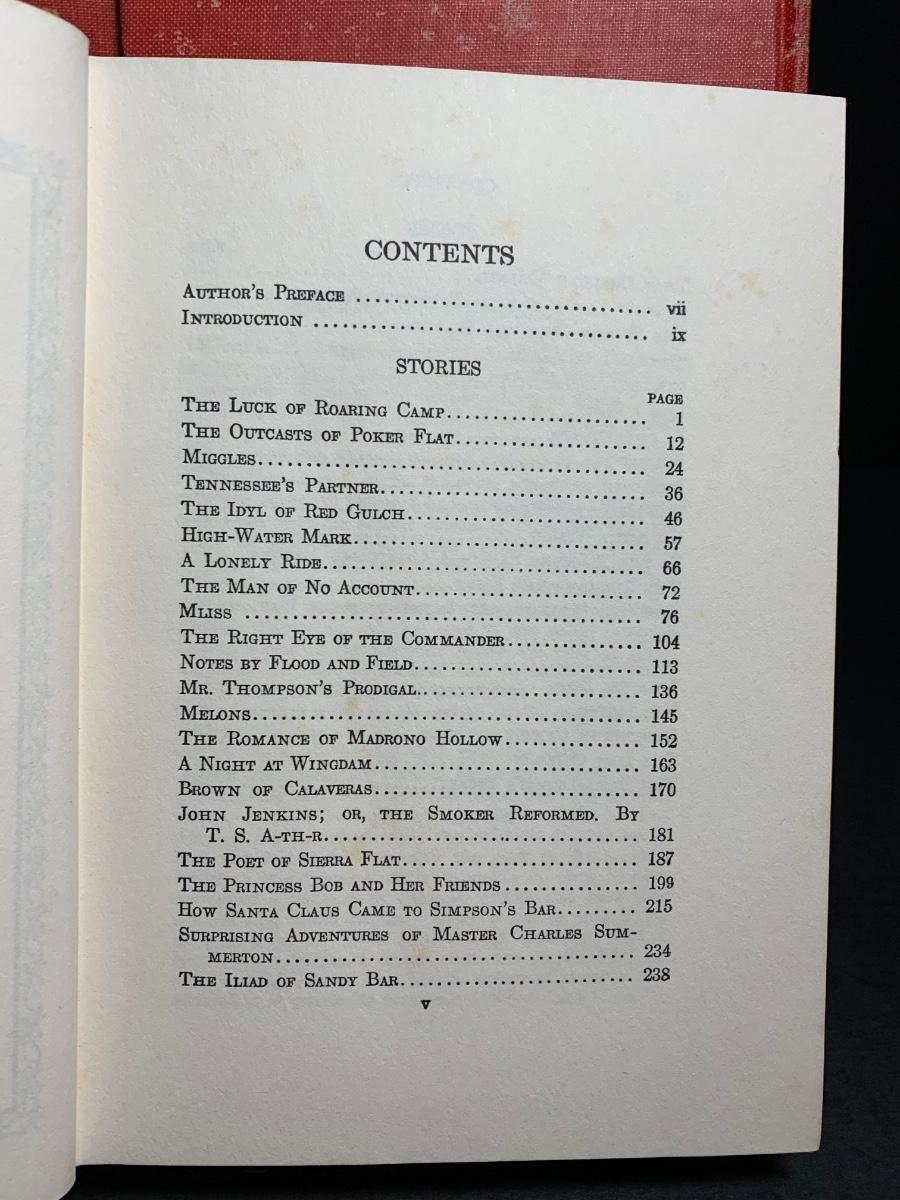 CONTENTS
AUTHOR'S PREFACE .................................. vii
INTRODUCTION .................................. ix
STORIES
PAGE
THE LUCK OF ROARING CAMP.................... 1
THE OUTCASTS OF POKER FLAT.................... 12
MIGGLES........................................ 24
TENNESSEE'S PARTNER........................... 36
THE IDYL OF RED GULCH......................... 46
HIGH-WATER MARK............................... 57
A LONELY RIDE................................. 66
THE MAN OF NO ACCOUNT........................ 72
MLISS ......................................... 76
THE RIGHT EYE OF THE COMMANDER.............. 104
NOTES BY FLOOD AND FIELD....................... 113
MR. THOMPSON'S PRODIGAL........................ 136
MELONS........................................ 145
THE ROMANCE OF MADRONO HOLLOW.............. 152
A NIGHT AT WINGDAM............................ 163
BROWN OF CALAVERAS............................ 170
JOHN JENKINS; OR, THE SMOKER REFORMED. BY
T. S. A-TH-R................................. 181
THE POET OF SIERRA FLAT......................... 187
THE PRINCESS BOB AND HER FRIENDS.............. 199
HOW SANTA CLAUS CAME TO SIMPSON'S BAR......... 215
SURPRISING ADVENTURES OF MASTER CHARLES SUM-
MERTON...................................... 234
THE ILIAD OF SANDY BAR......................... 238
v